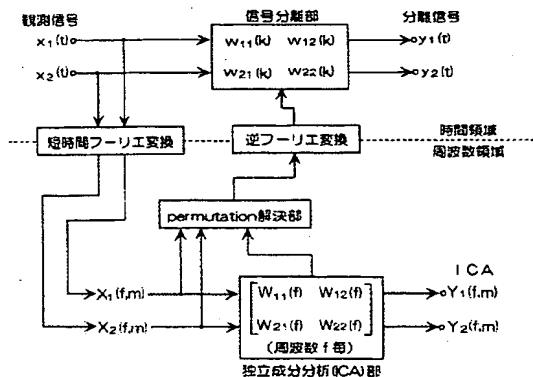 観測信号
信号分離部
分離信号
x1(t)
w11(k) w12(k)
y1(t)
x2(t)
w21(k) w22(k)
y2(t)
短時間フーリエ変換
逆フーリエ変換
時間領域
周波数領域
permutation解決部
ICA
X1(f,m)
W11(f) W12(f)
Y1(f,m)
X2(f,m)
W21(f) W22(f)
Y2(f,m)
(周波数f毎)
独立成分分析(ICA)部